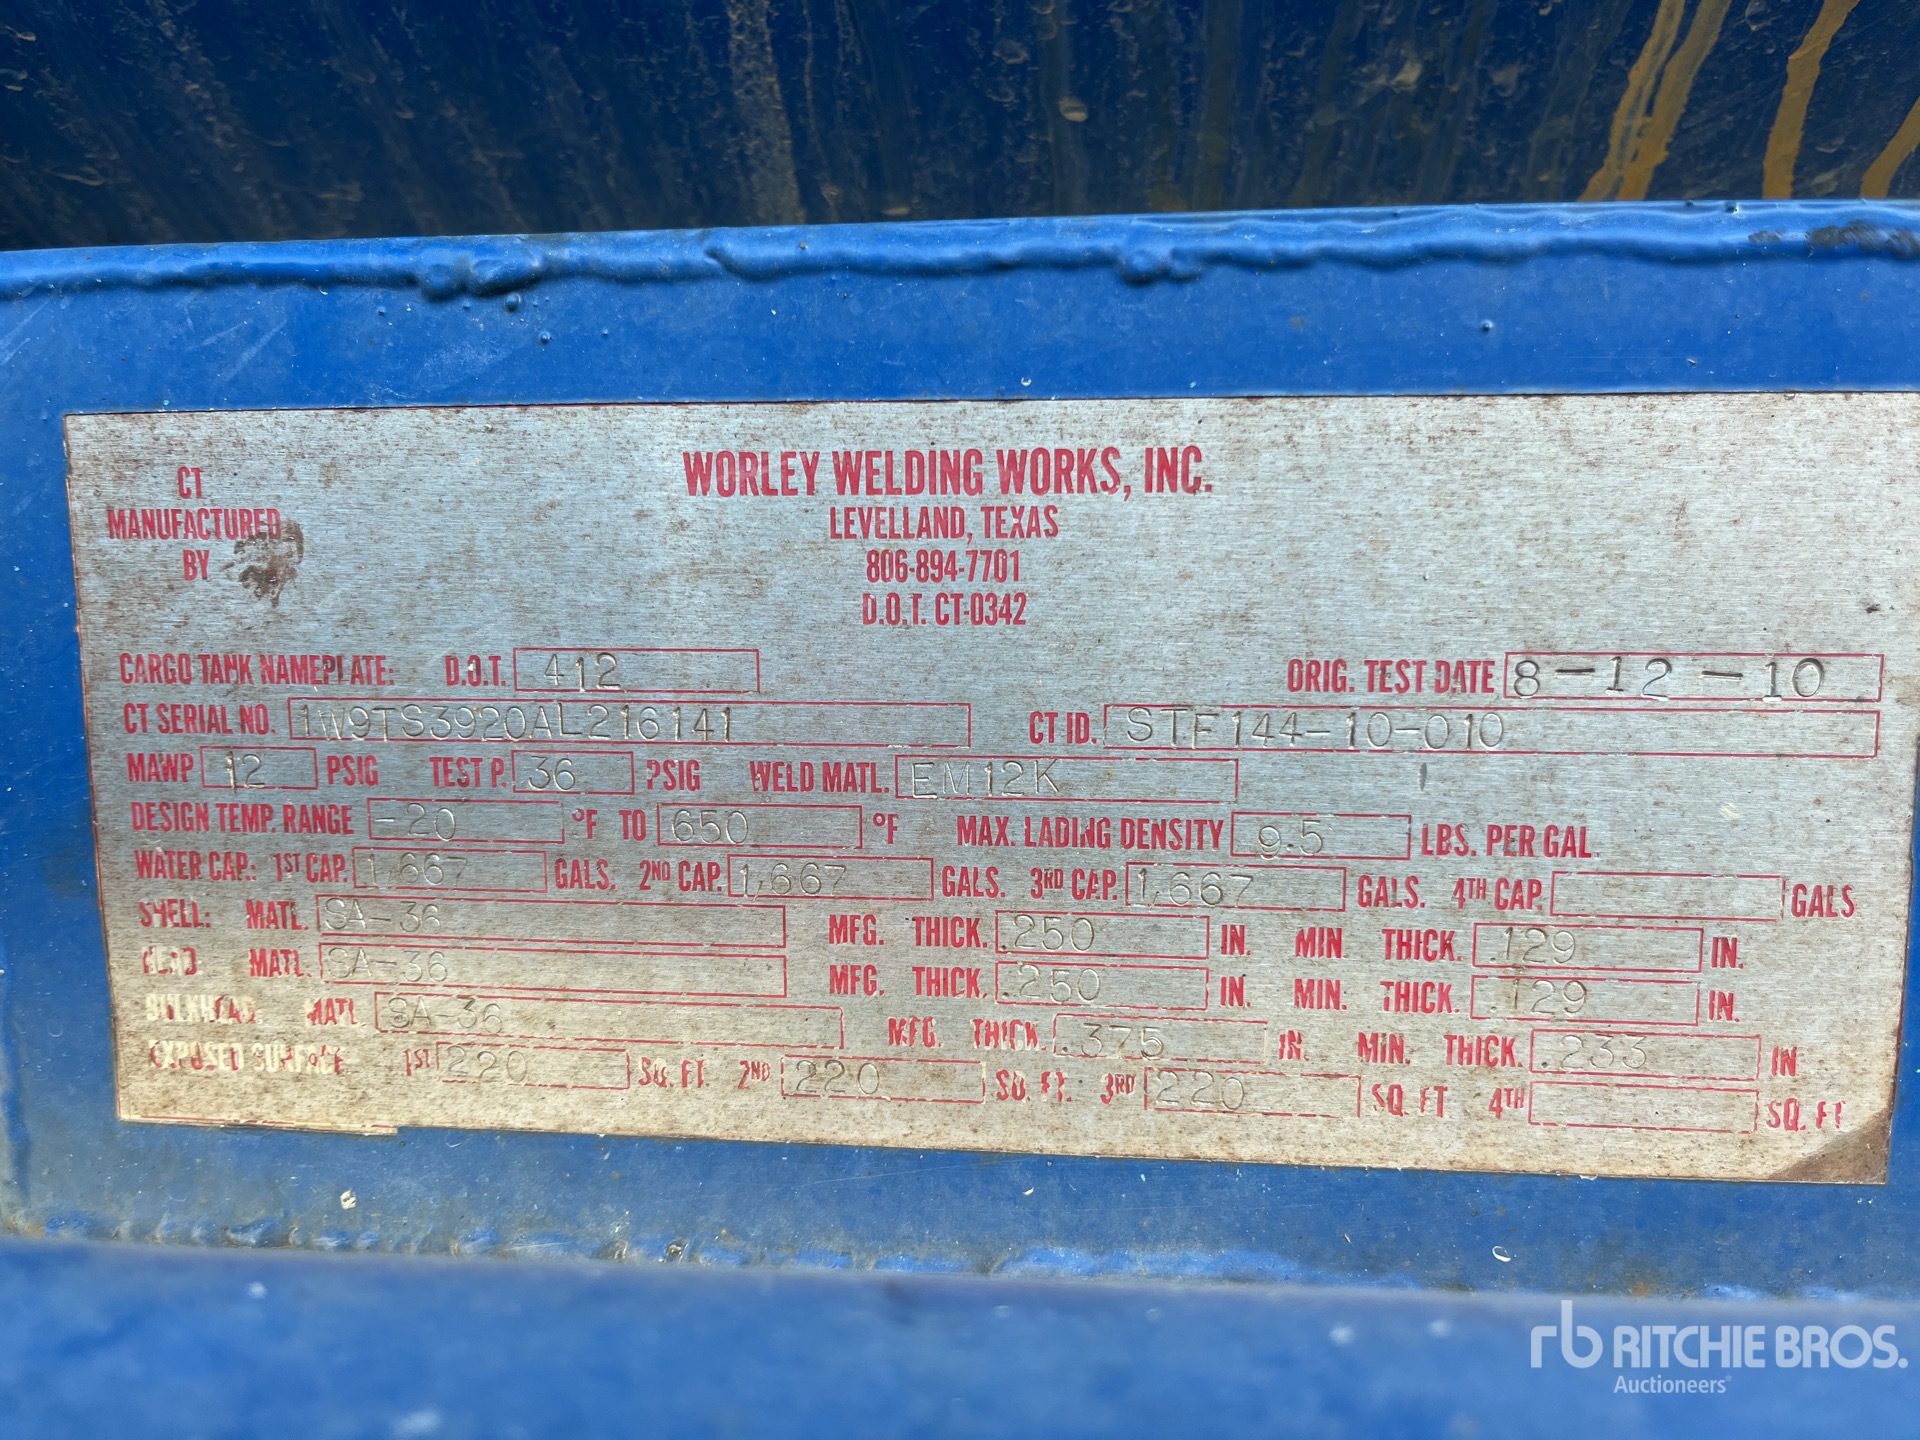 CT
MANUFACTURED
BY
WORLEY WELDING WORKS, INC.
LEVELLAND, TEXAS
806-894-7701
D.O.T. CT-0342
CARGO TANK NAMEPLATE: D.O.T. 412 ORIG. TEST DATE 8-12-10
CT SERIAL NO. 1W9TS3920AL216141 CT ID. STF144-10-010
MAWP 12 PSIG TEST P. 36 PSIG WELD MATL. EM12K
DESIGN TEMP. RANGE -20 °F TO 650 °F MAX. LADING DENSITY 9.5 LBS. PER GAL.
WATER CAP.: 1ST CAP. 1,667 GALS. 2ND CAP. 1,667 GALS. 3RD CAP. 1,667 GALS. 4TH CAP. GALS
SHELL: MATL. SA-36 MFG. THICK. .250 IN. MIN. THICK. .129 IN.
HEAD MATL. SA-36 MFG. THICK. .250 IN. MIN. THICK. .129 IN.
BULKHEAD MATL. SA-36 MFG. THICK. .375 IN. MIN. THICK. .233 IN
EXPOSED SURFACE 1ST 220 SQ. FT. 2ND 220 SQ. FT. 3RD 220 SQ. FT 4TH SQ. FT
rb RITCHIE BROS.
Auctioneers